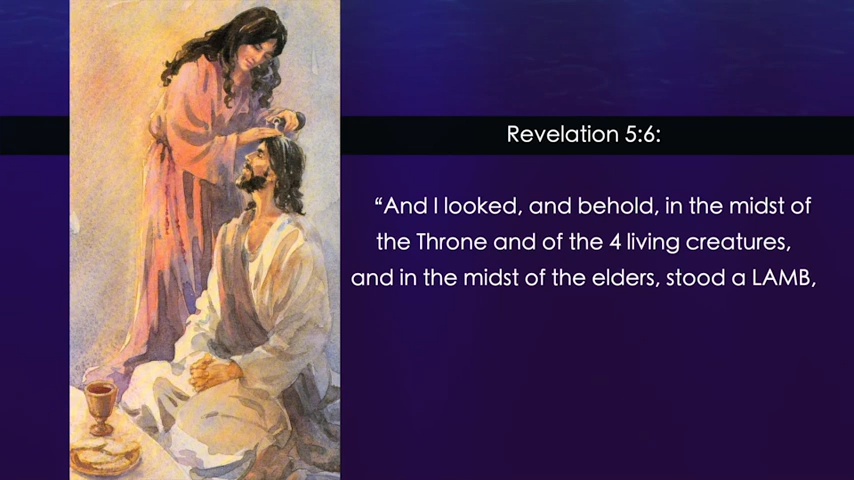 Revelation 5:6:
“And I looked, and behold, in the midst of
the Throne and of the 4 living creatures,
and in the midst of the elders, stood a LAMB,